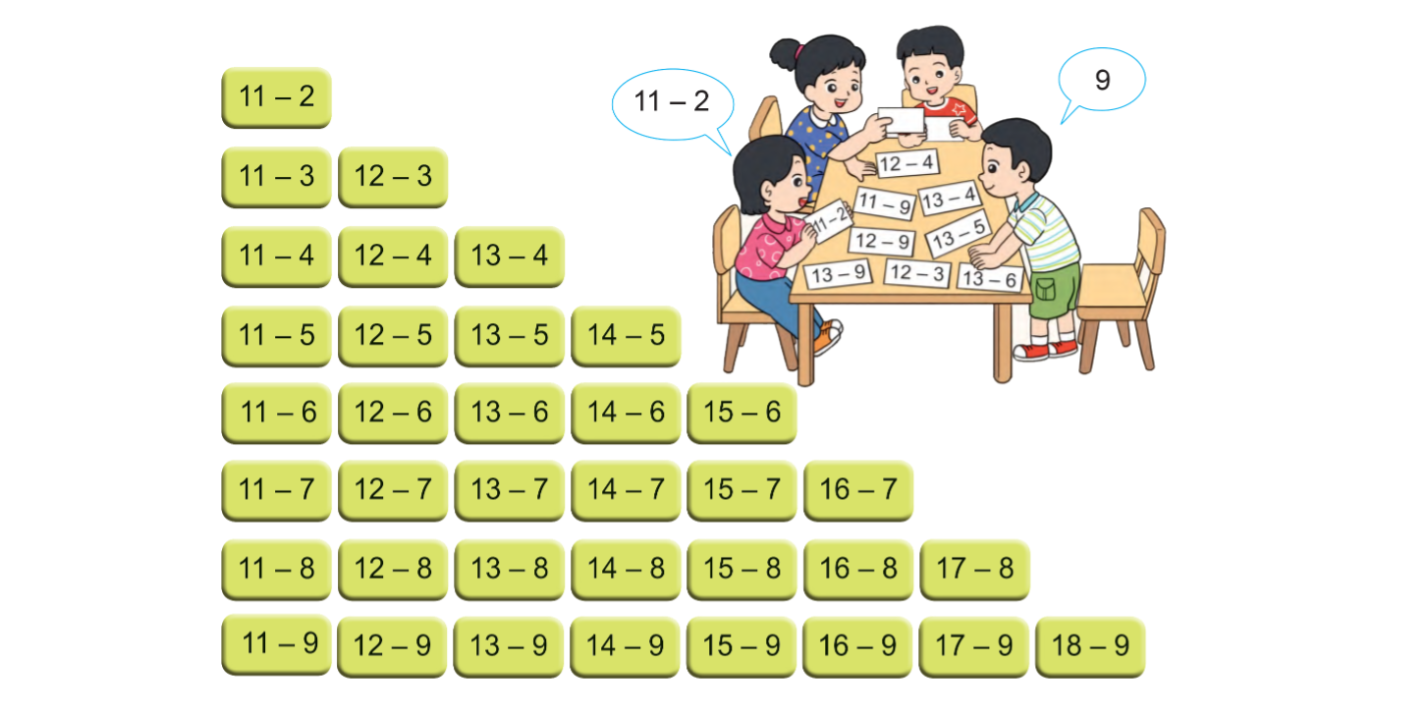 11 – 2
11 – 2
9
12 – 4
11 – 9
13 – 4
11 – 2
12 – 9
13 – 5
13 – 9
12 – 3
13 – 6
11 – 3 12 – 3
11 – 4 12 – 4 13 – 4
11 – 5 12 – 5 13 – 5 14 – 5
11 – 6 12 – 6 13 – 6 14 – 6 15 – 6
11 – 7 12 – 7 13 – 7 14 – 7 15 – 7 16 – 7
11 – 8 12 – 8 13 – 8 14 – 8 15 – 8 16 – 8 17 – 8
11 – 9 12 – 9 13 – 9 14 – 9 15 – 9 16 – 9 17 – 9 18 – 9